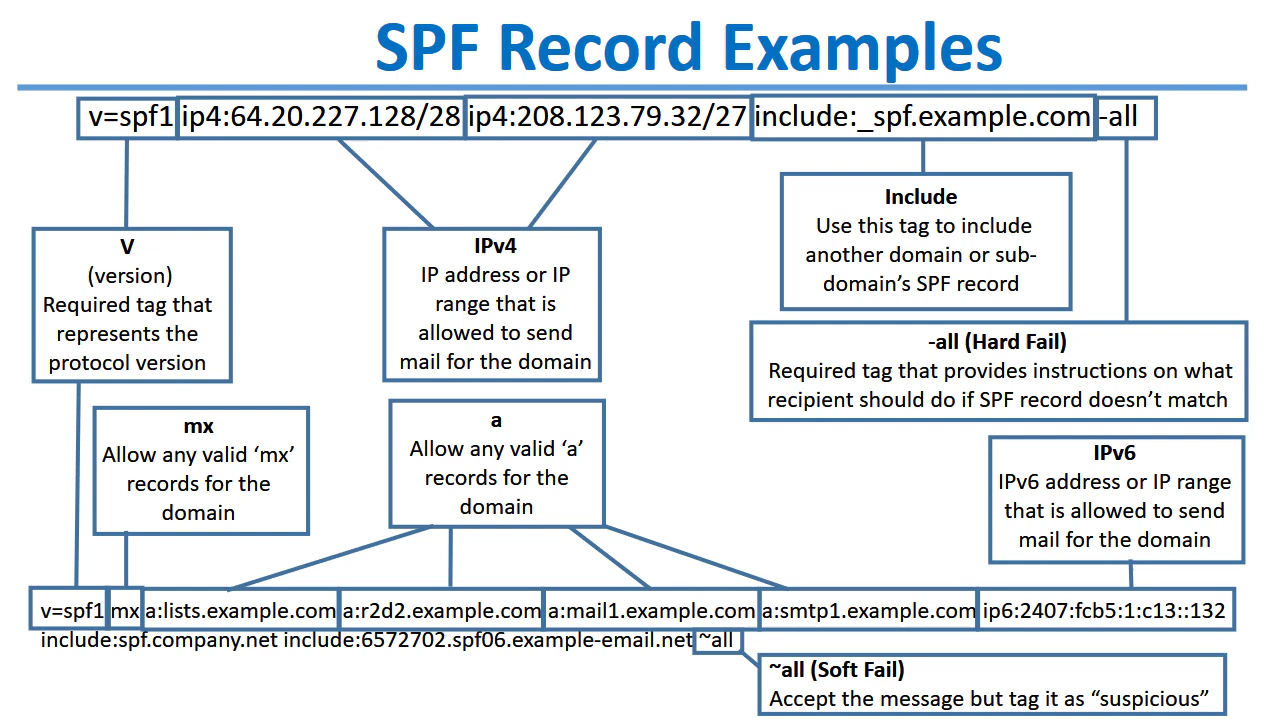 SPF Record Examples
v=spf1 ip4:64.20.227.128/28 ip4:208.123.79.32/27 include:_spf.example.com -all
Include
Use this tag to include
another domain or sub-
domain’s SPF record
V
(version)
Required tag that
represents the
protocol version
IPv4
IP address or IP
range that is
allowed to send
mail for the domain
-all (Hard Fail)
Required tag that provides instructions on what
recipient should do if SPF record doesn’t match
mx
Allow any valid ‘mx’
records for the
domain
a
Allow any valid ‘a’
records for the
domain
IPv6
IPv6 address or IP range
that is allowed to send
mail for the domain
v=spf1 mx a:lists.example.com a:r2d2.example.com a:mail1.example.com a:smtp1.example.com ip6:2407:fcb5:1:c13::132
include:spf.company.net include:6572702.spf06.example-email.net ~all
~all (Soft Fail)
Accept the message but tag it as “suspicious”